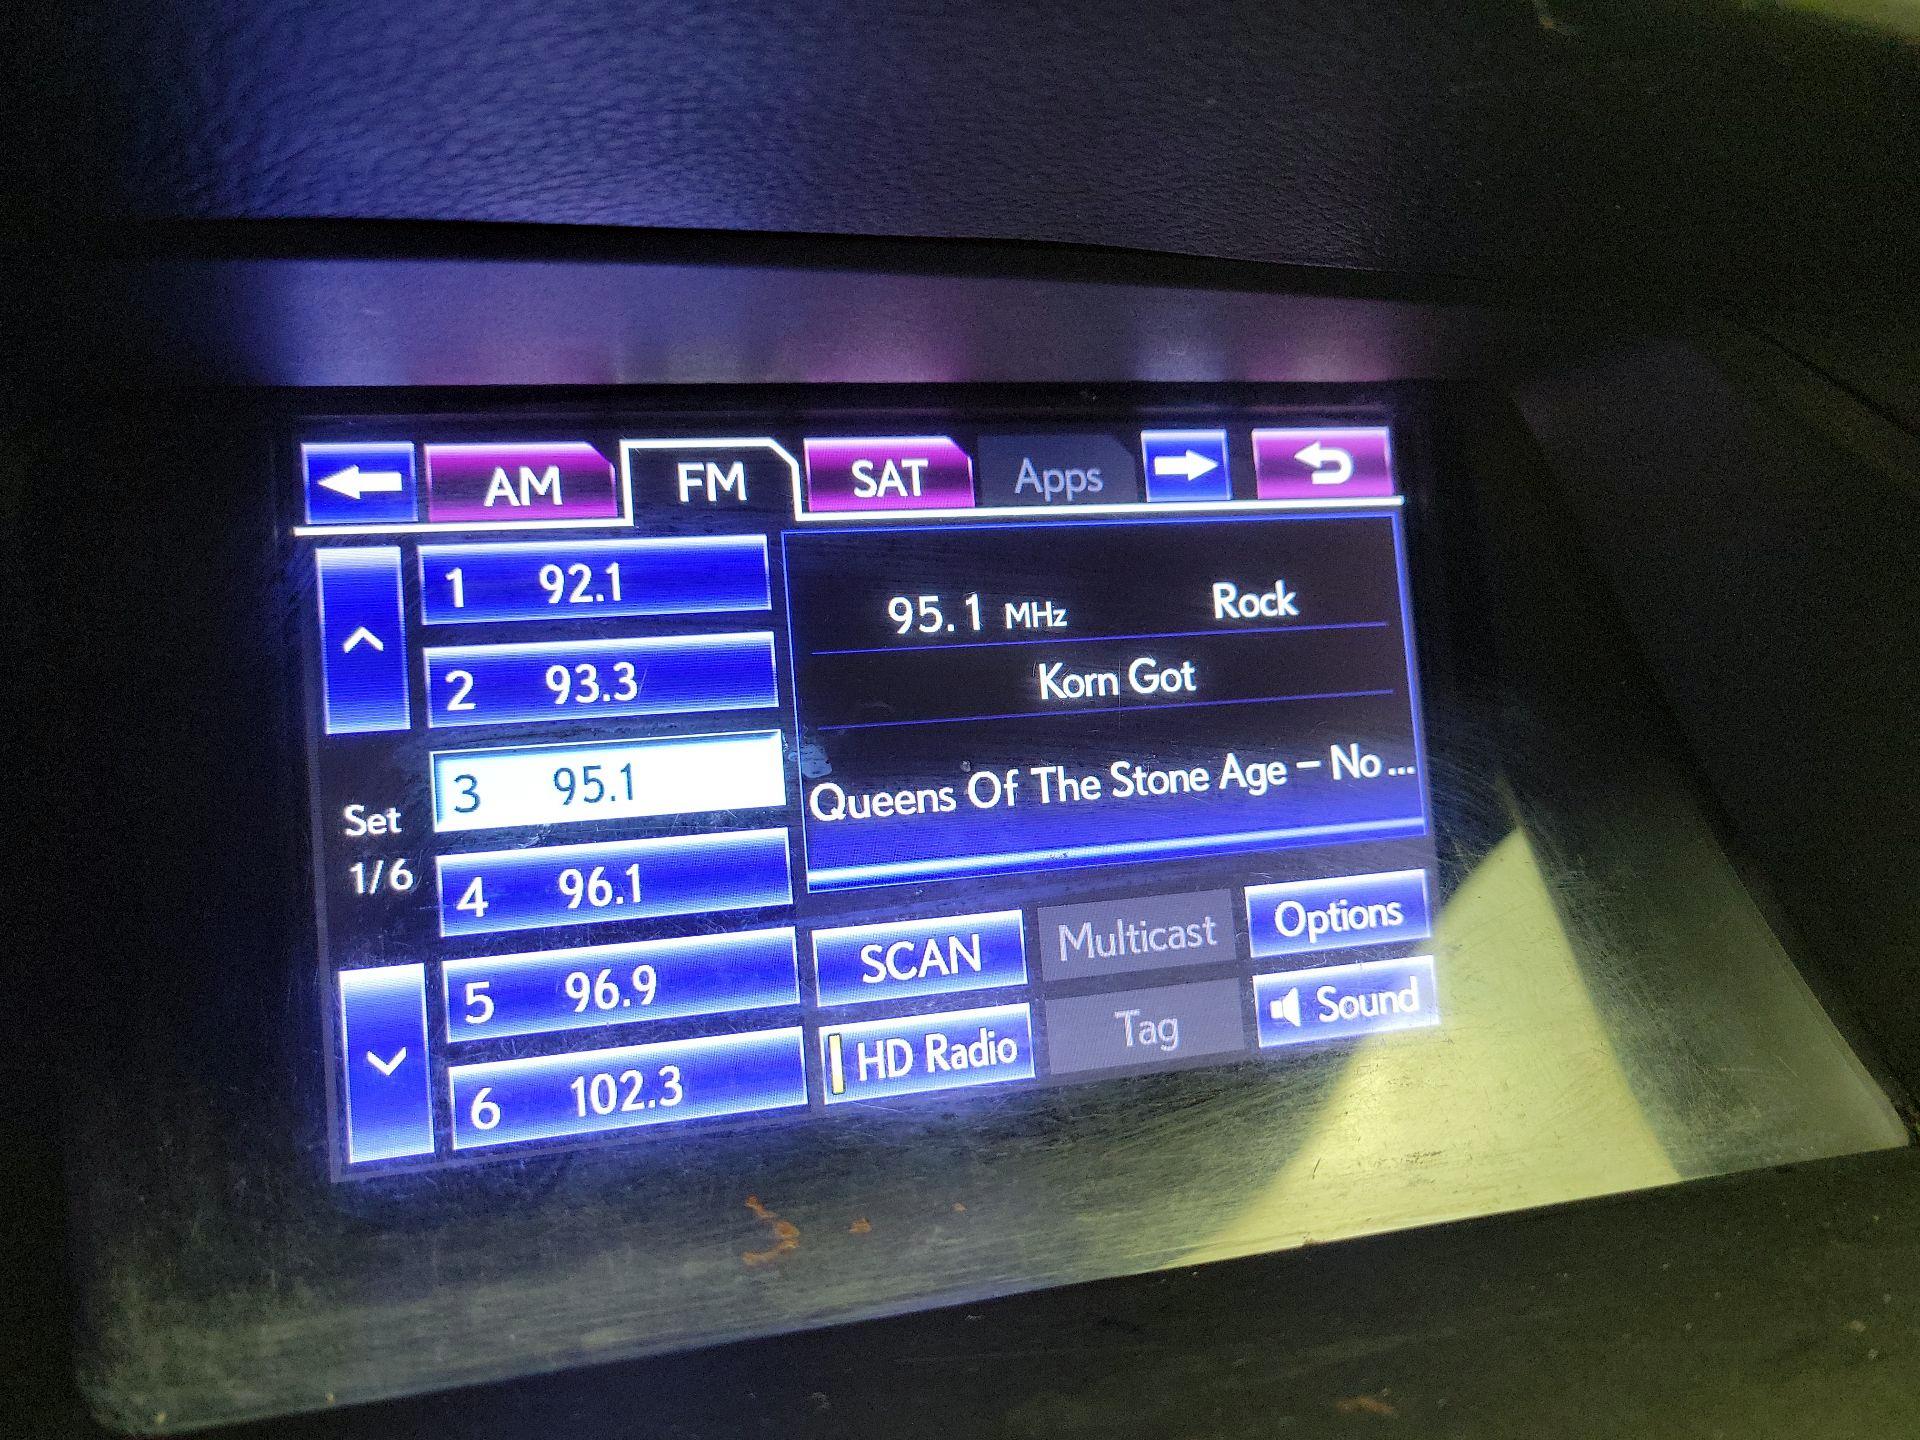 AM FM SAT Apps
1 92.1
2 93.3
3 95.1
4 96.1
5 96.9
6 102.3
Set
1/6
95.1 MHz Rock
Korn Got
Queens Of The Stone Age - No ...
SCAN Multicast Options
HD Radio Tag Sound